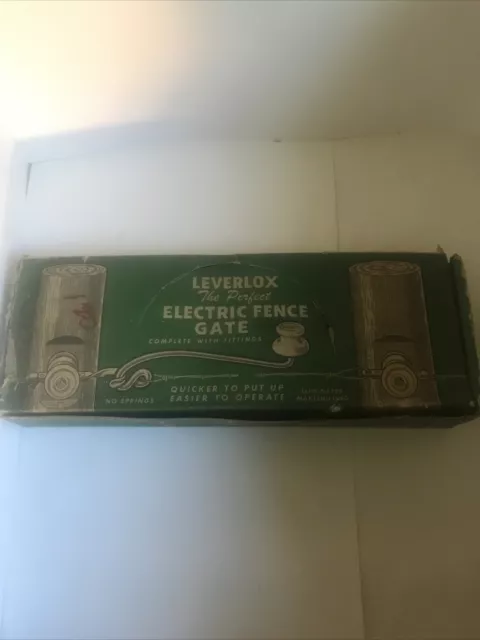 LEVERLOX
The Perfect
ELECTRIC FENCE
GATE
COMPLETE WITH FITTINGS
QUICKER TO PUT UP
EASIER TO OPERATE
NO SPRINGS